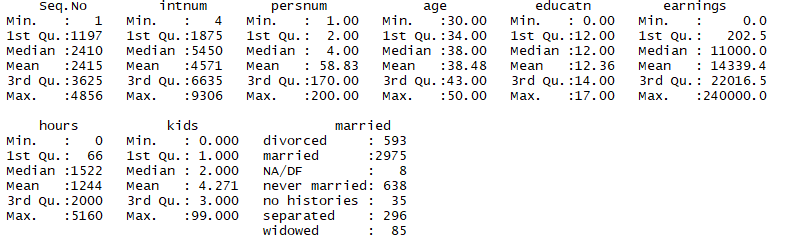 Seq.No         intnum        persnum            age           educatn         earnings
 Min.   :   1   Min.   :   4   Min.   :  1.00   Min.   :30.00   Min.   : 0.00   Min.   :     0.0
 1st Qu.:1197   1st Qu.:1875   1st Qu.:  2.00   1st Qu.:34.00   1st Qu.:12.00   1st Qu.:   202.5
 Median :2410   Median :5450   Median :  4.00   Median :38.00   Median :12.00   Median : 11000.0
 Mean   :2415   Mean   :4571   Mean   : 58.83   Mean   :38.48   Mean   :12.36   Mean   : 14339.4
 3rd Qu.:3625   3rd Qu.:6635   3rd Qu.:170.00   3rd Qu.:43.00   3rd Qu.:14.00   3rd Qu.: 22016.5
 Max.   :4856   Max.   :9306   Max.   :200.00   Max.   :50.00   Max.   :17.00   Max.   :240000.0
     hours           kids                 married
 Min.   :   0   Min.   : 0.000   divorced     : 593
 1st Qu.:  66   1st Qu.: 1.000   married      :2975
 Median :1522   Median : 2.000   NA/DF        :   8
 Mean   :1244   Mean   : 4.271   never married: 638
 3rd Qu.:2000   3rd Qu.: 3.000   no histories :  35
 Max.   :5160   Max.   :99.000   separated    : 296
                                 widowed      :  85